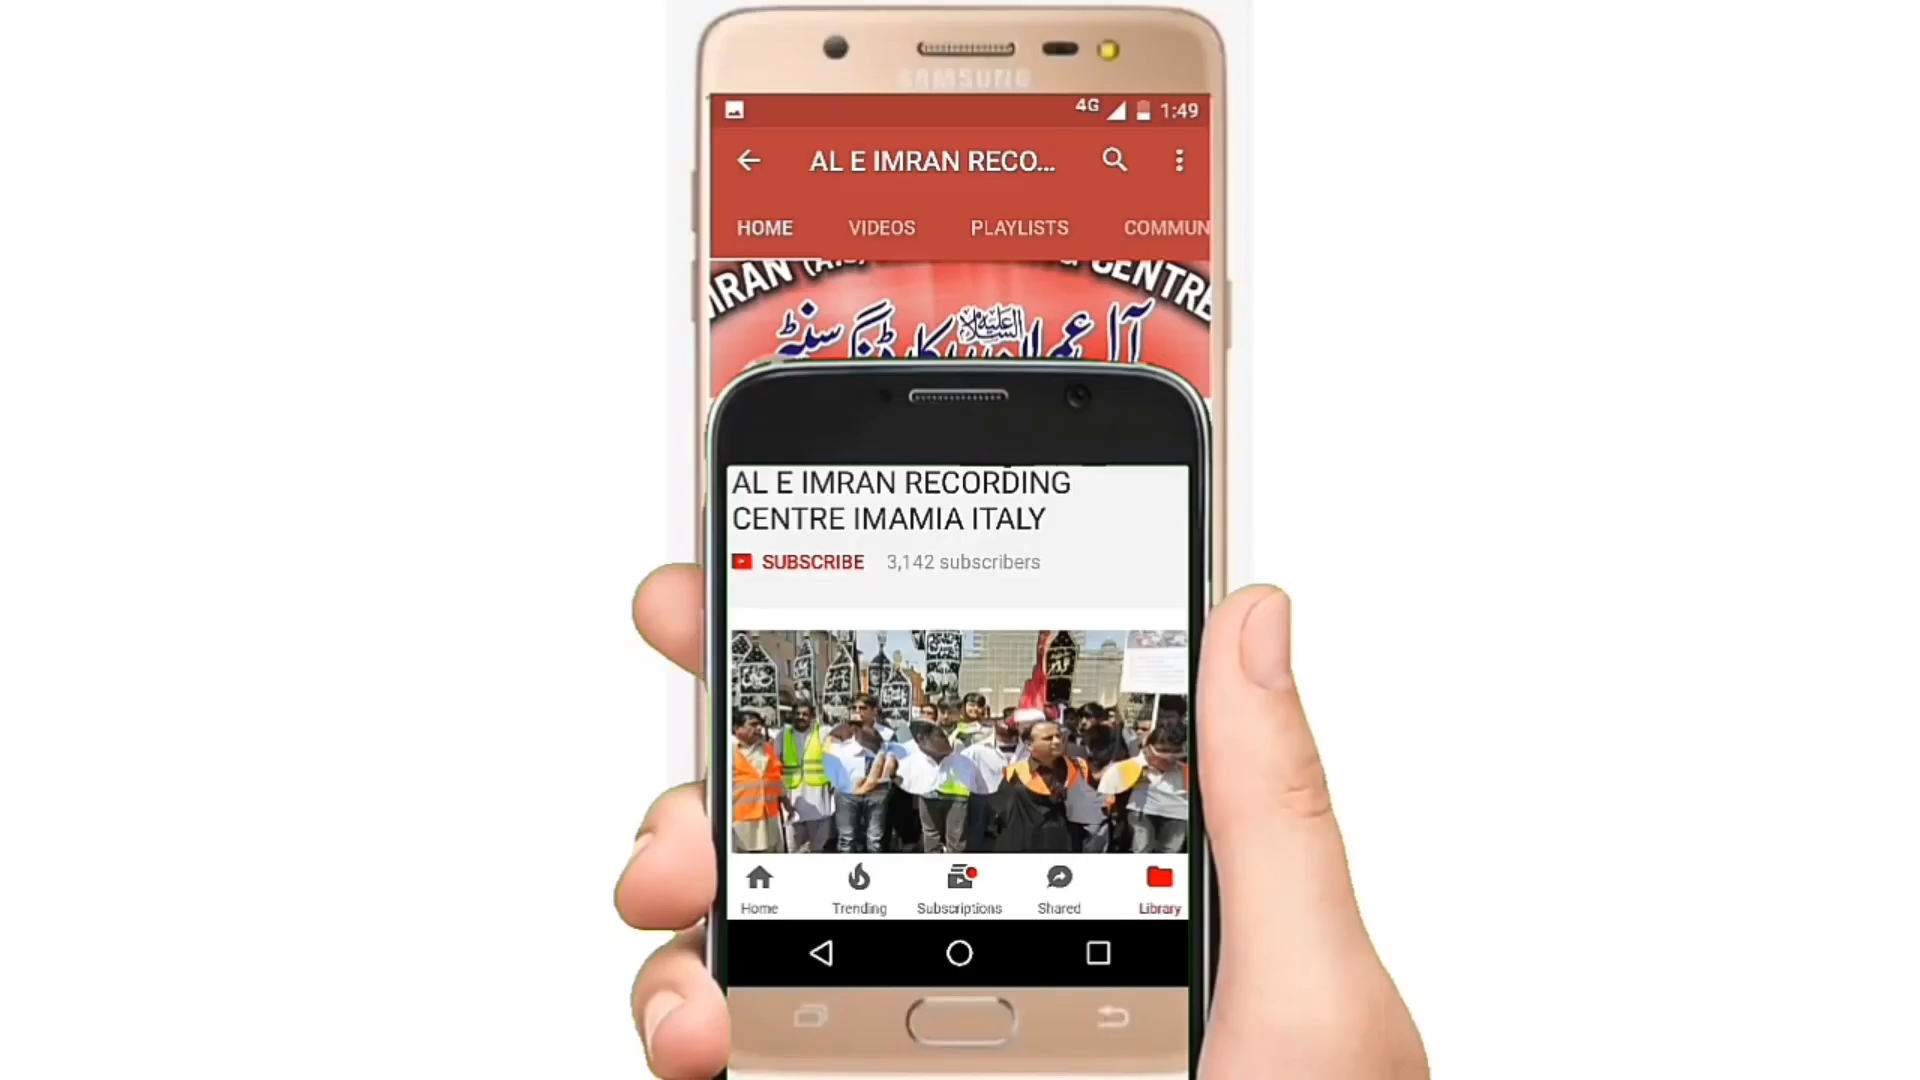 SAMSUNG
4G 1:49
AL E IMRAN RECO...
HOME VIDEOS PLAYLISTS COMMUN
CENTRE
AL E IMRAN RECORDING
CENTRE IMAMIA ITALY
SUBSCRIBE 3,142 subscribers
Home Trending Subscriptions Shared Library